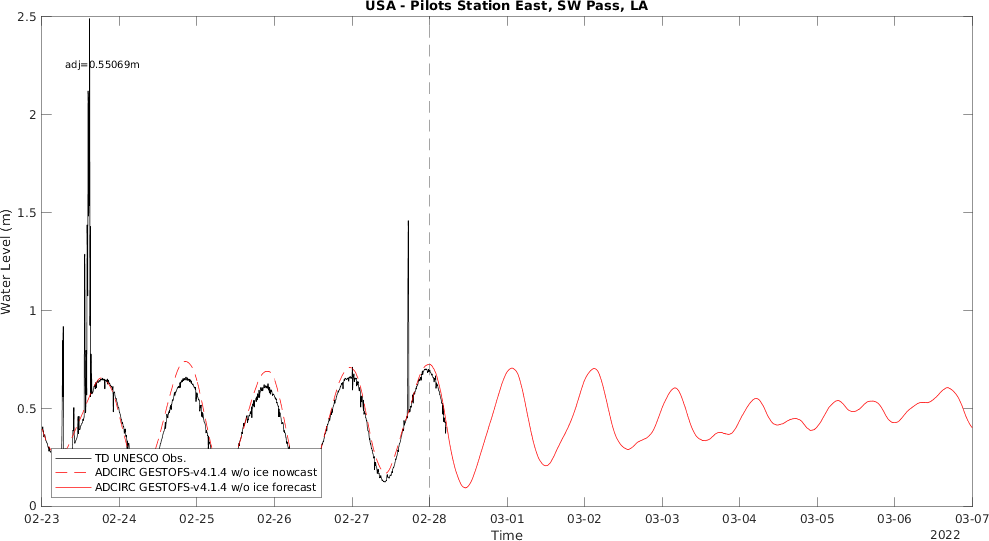 USA - Pilots Station East, SW Pass, LA
2.5
adj=0.55069m
2
1.5
1
0.5
0
Water Level (m)
TD UNESCO Obs.
ADCIRC GESTOFS-v4.1.4 w/o ice nowcast
ADCIRC GESTOFS-v4.1.4 w/o ice forecast
02-23 02-24 02-25 02-26 02-27 02-28 03-01 03-02 03-03 03-04 03-05 03-06 03-07
Time
2022